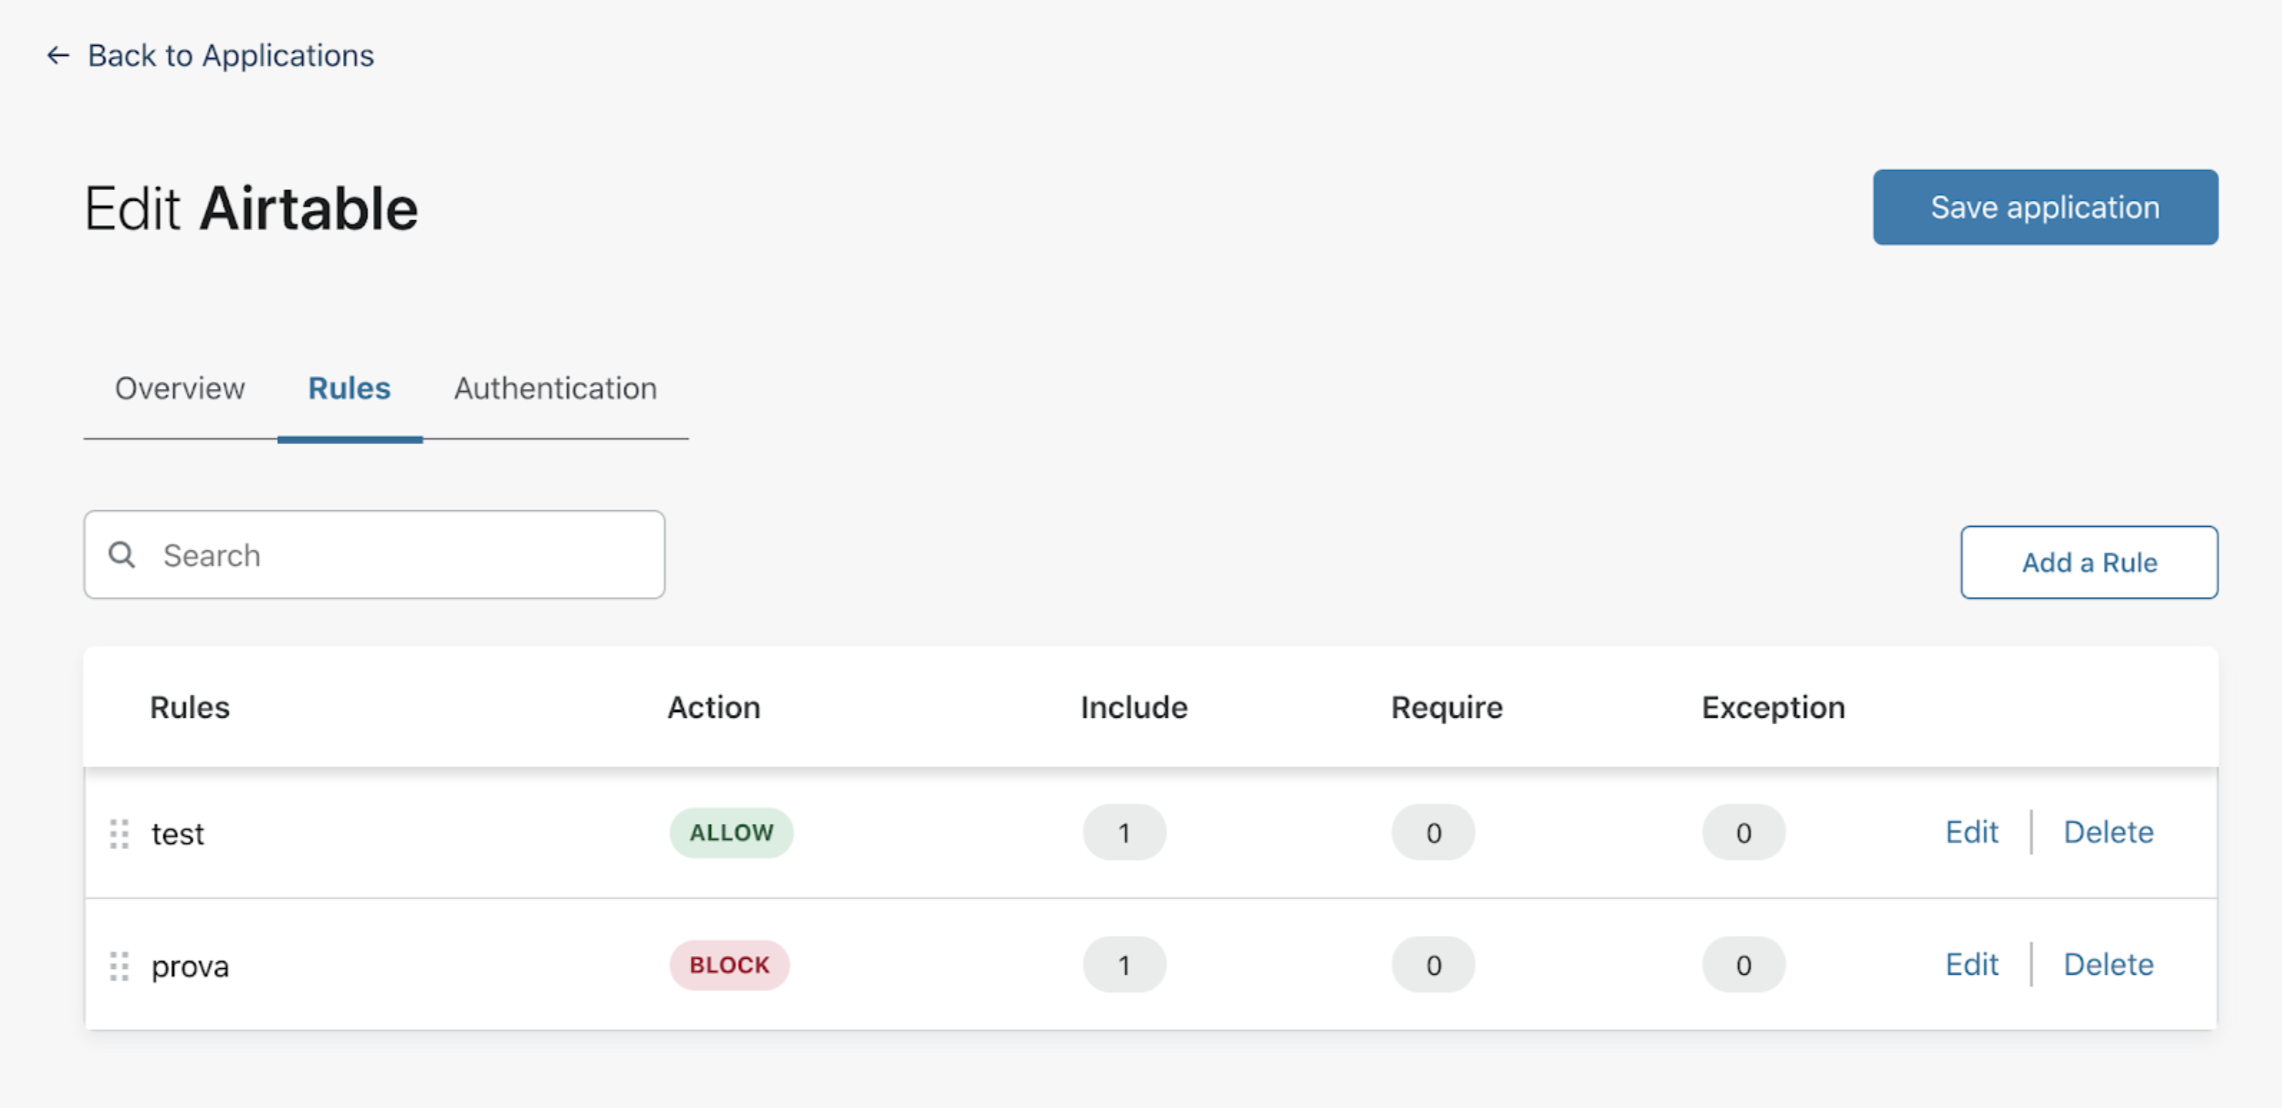 ← Back to Applications
Edit Airtable
Save application
Overview Rules Authentication
Search
Add a Rule
Rules Action Include Require Exception
test ALLOW 1 0 0 Edit Delete
prova BLOCK 1 0 0 Edit Delete